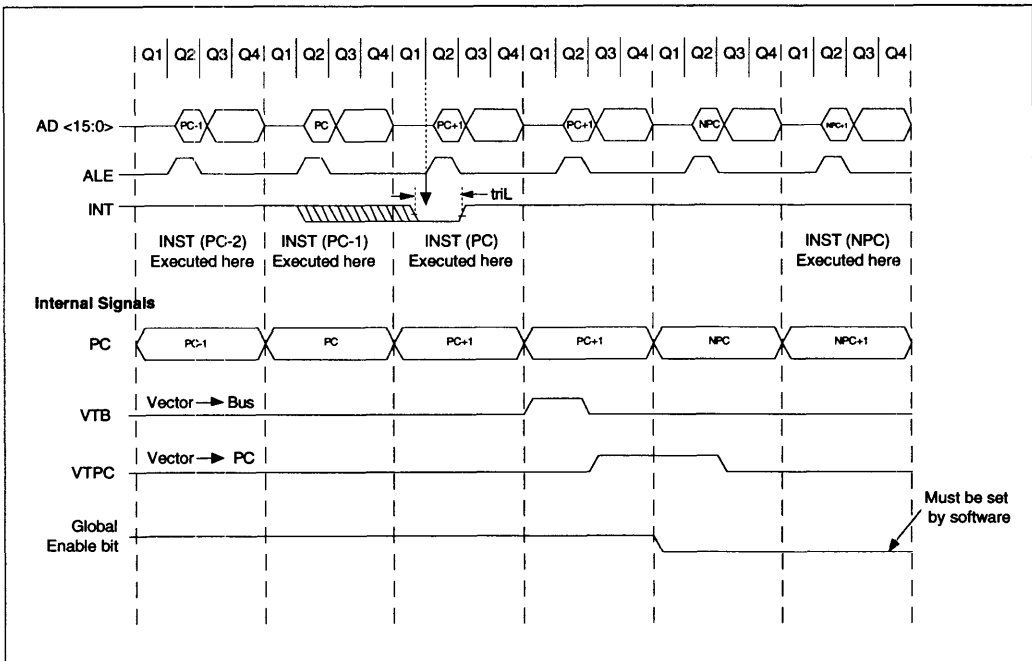 Q1 Q2 Q3 Q4 Q1 Q2 Q3 Q4 Q1 Q2 Q3 Q4 Q1 Q2 Q3 Q4 Q1 Q2 Q3 Q4 Q1 Q2 Q3 Q4
AD <15:0> PC-1 PC PC+1 PC+1 NPC NPC+1
ALE
triL
INT
INST (PC-2) INST (PC-1) INST (PC) INST (NPC)
Executed here Executed here Executed here Executed here
Internal Signals
PC PC-1 PC PC+1 PC+1 NPC NPC+1
Vector → Bus
VTB
Vector → PC
VTPC
Must be set
by software
Global
Enable bit